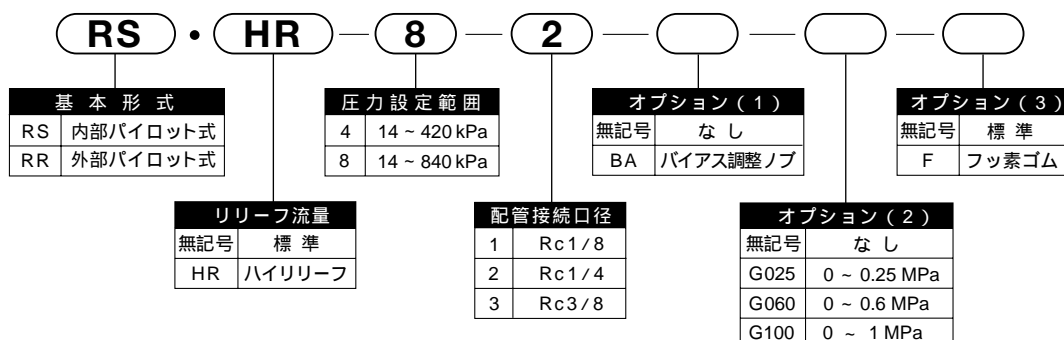 RS・HR－8－2－ － －
基本形式
RS 内部パイロット式
RR 外部パイロット式
圧力設定範囲
4 14 ~ 420 kPa
8 14 ~ 840 kPa
オプション(1)
無記号 なし
BA バイアス調整ノブ
オプション(3)
無記号 標準
F フッ素ゴム
リリーフ流量
無記号 標準
HR ハイリリーフ
配管接続口径
1 Rc1/8
2 Rc1/4
3 Rc3/8
オプション(2)
無記号 なし
G025 0 ~ 0.25 MPa
G060 0 ~ 0.6 MPa
G100 0 ~ 1 MPa